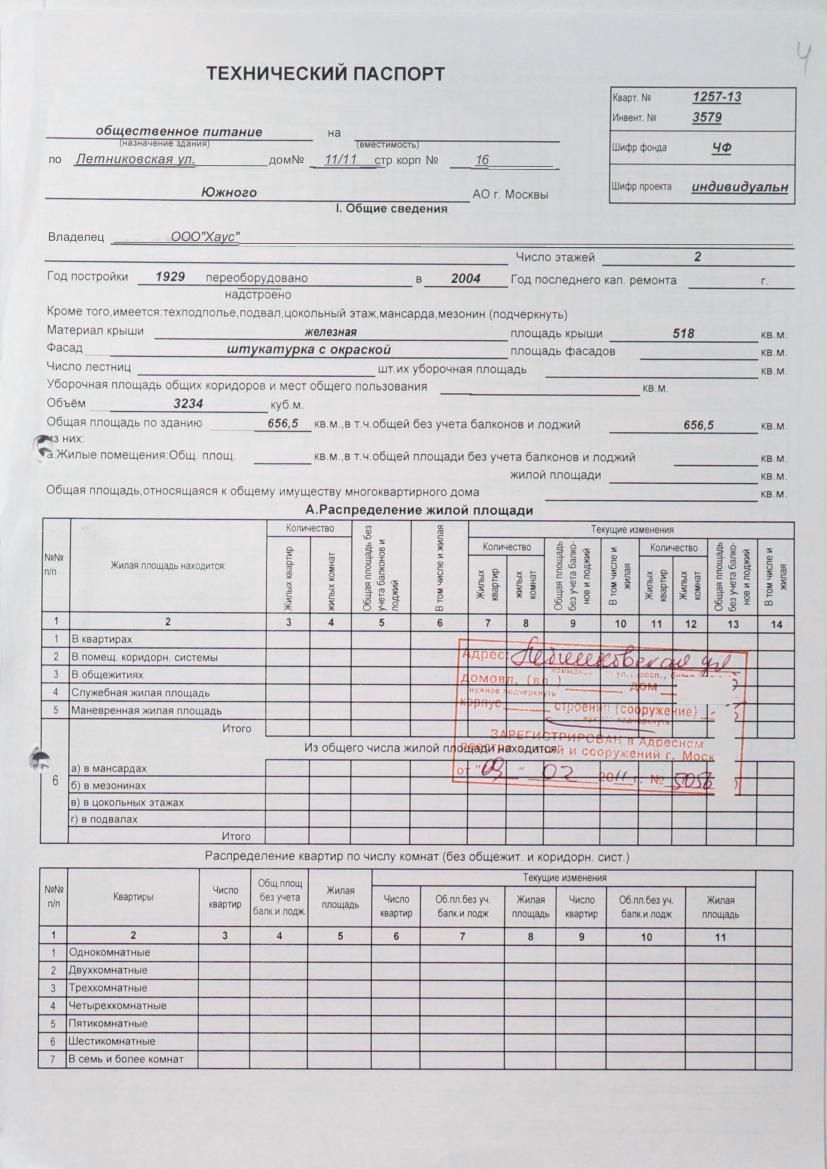 4
ТЕХНИЧЕСКИЙ ПАСПОРТ
Кварт. № 1257-13
Инвент. № 3579
Шифр фонда ЧФ
Шифр проекта индивидуальн
общественное питание на
(назначение здания) (вместимость)
по Летниковская ул. дом№ 11/11 стр корп № 16
Южного АО г. Москвы
I. Общие сведения
Владелец ООО"Хаус"
Число этажей 2
Год постройки 1929 переоборудовано в 2004 Год последнего кап. ремонта г.
надстроено
Кроме того,имеется:техподполье,подвал,цокольный этаж,мансарда,мезонин (подчеркнуть)
Материал крыши железная площадь крыши 518 кв.м.
Фасад штукатурка с окраской площадь фасадов кв.м.
Число лестниц шт.их уборочная площадь кв.м.
Уборочная площадь общих коридоров и мест общего пользования кв.м.
Объём 3234 куб.м.
Общая площадь по зданию 656,5 кв.м.,в т.ч.общей без учета балконов и лоджий 656,5 кв.м.
из них:
а.Жилые помещения:Общ. площ. кв.м.,в т.ч.общей площади без учета балконов и лоджий кв.м.
жилой площади кв.м.
Общая площадь,относящаяся к общему имуществу многоквартирного дома кв.м.
А.Распределение жилой площади
№№ п/п Жилая площадь находится: Количество Общая площадь без учета балконов и лоджий В том числе и жилая Текущие изменения
Жилых квартир жилых комнат Количество Общая площадь без учета балконов и лоджий В том числе и жилая Количество Общая площадь без учета балконов и лоджий В том числе и жилая
Жилых квартир жилых комнат Жилых квартир Жилых комнат
1 2 3 4 5 6 7 8 9 10 11 12 13 14
1 В квартирах
2 В помещ. коридорн. системы
3 В общежитиях
4 Служебная жилая площадь
5 Маневренная жилая площадь
Итого
Адрес: Летниковская ул
домовл. (вл.) дом
нужное подчеркнуть
корпус строение (сооружение)
нужное подчеркнуть
ЗАРЕГИСТРИРОВАН в Адресном
й и сооружений г. Моск
от "09" 02 2011 г. № 5056
Из общего числа жилой площади находится:
6 а) в мансардах
б) в мезонинах
в) в цокольных этажах
г) в подвалах
Итого
Распределение квартир по числу комнат (без общежит. и коридорн. сист.)
№№ п/п Квартиры Число квартир Общ.площ без учета балк.и лодж. Жилая площадь Текущие изменения
Число квартир Об.пл.без уч. балк.и лодж Жилая площадь Число квартир Об.пл.без уч. балк.и лодж Жилая площадь
1 2 3 4 5 6 7 8 9 10 11
1 Однокомнатные
2 Двухкомнатные
3 Трехкомнатные
4 Четырехкомнатные
5 Пятикомнатные
6 Шестикомнатные
7 В семь и более комнат